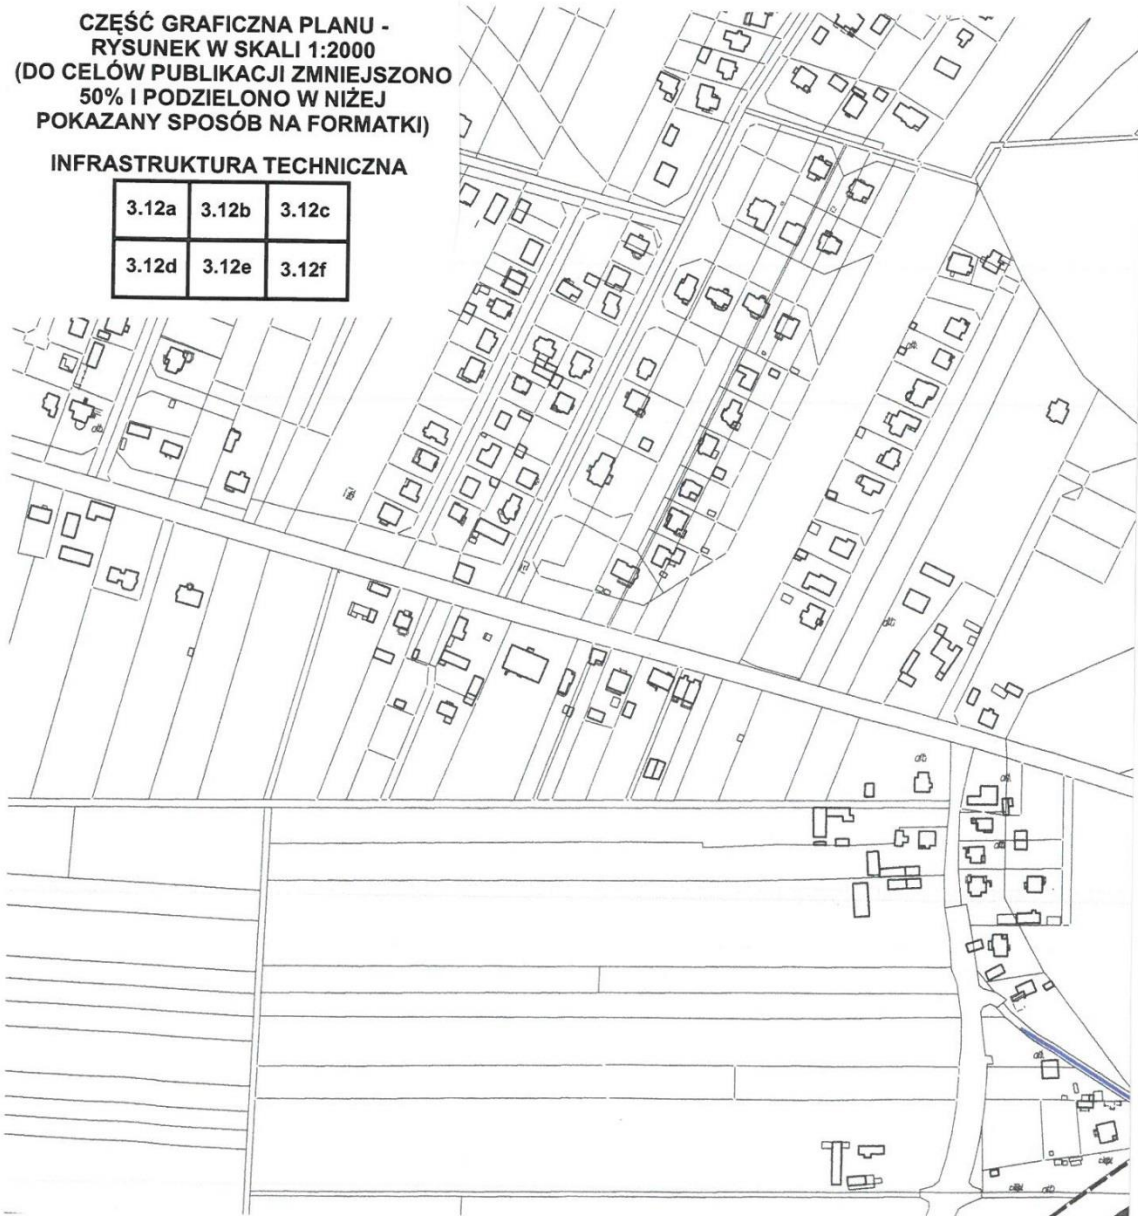 CZĘŚĆ GRAFICZNA PLANU -
RYSUNEK W SKALI 1:2000
(DO CELÓW PUBLIKACJI ZMNIEJSZONO
50% I PODZIELONO W NIŻEJ
POKAZANY SPOSÓB NA FORMATKI)
INFRASTRUKTURA TECHNICZNA
3.12a 3.12b 3.12c
3.12d 3.12e 3.12f